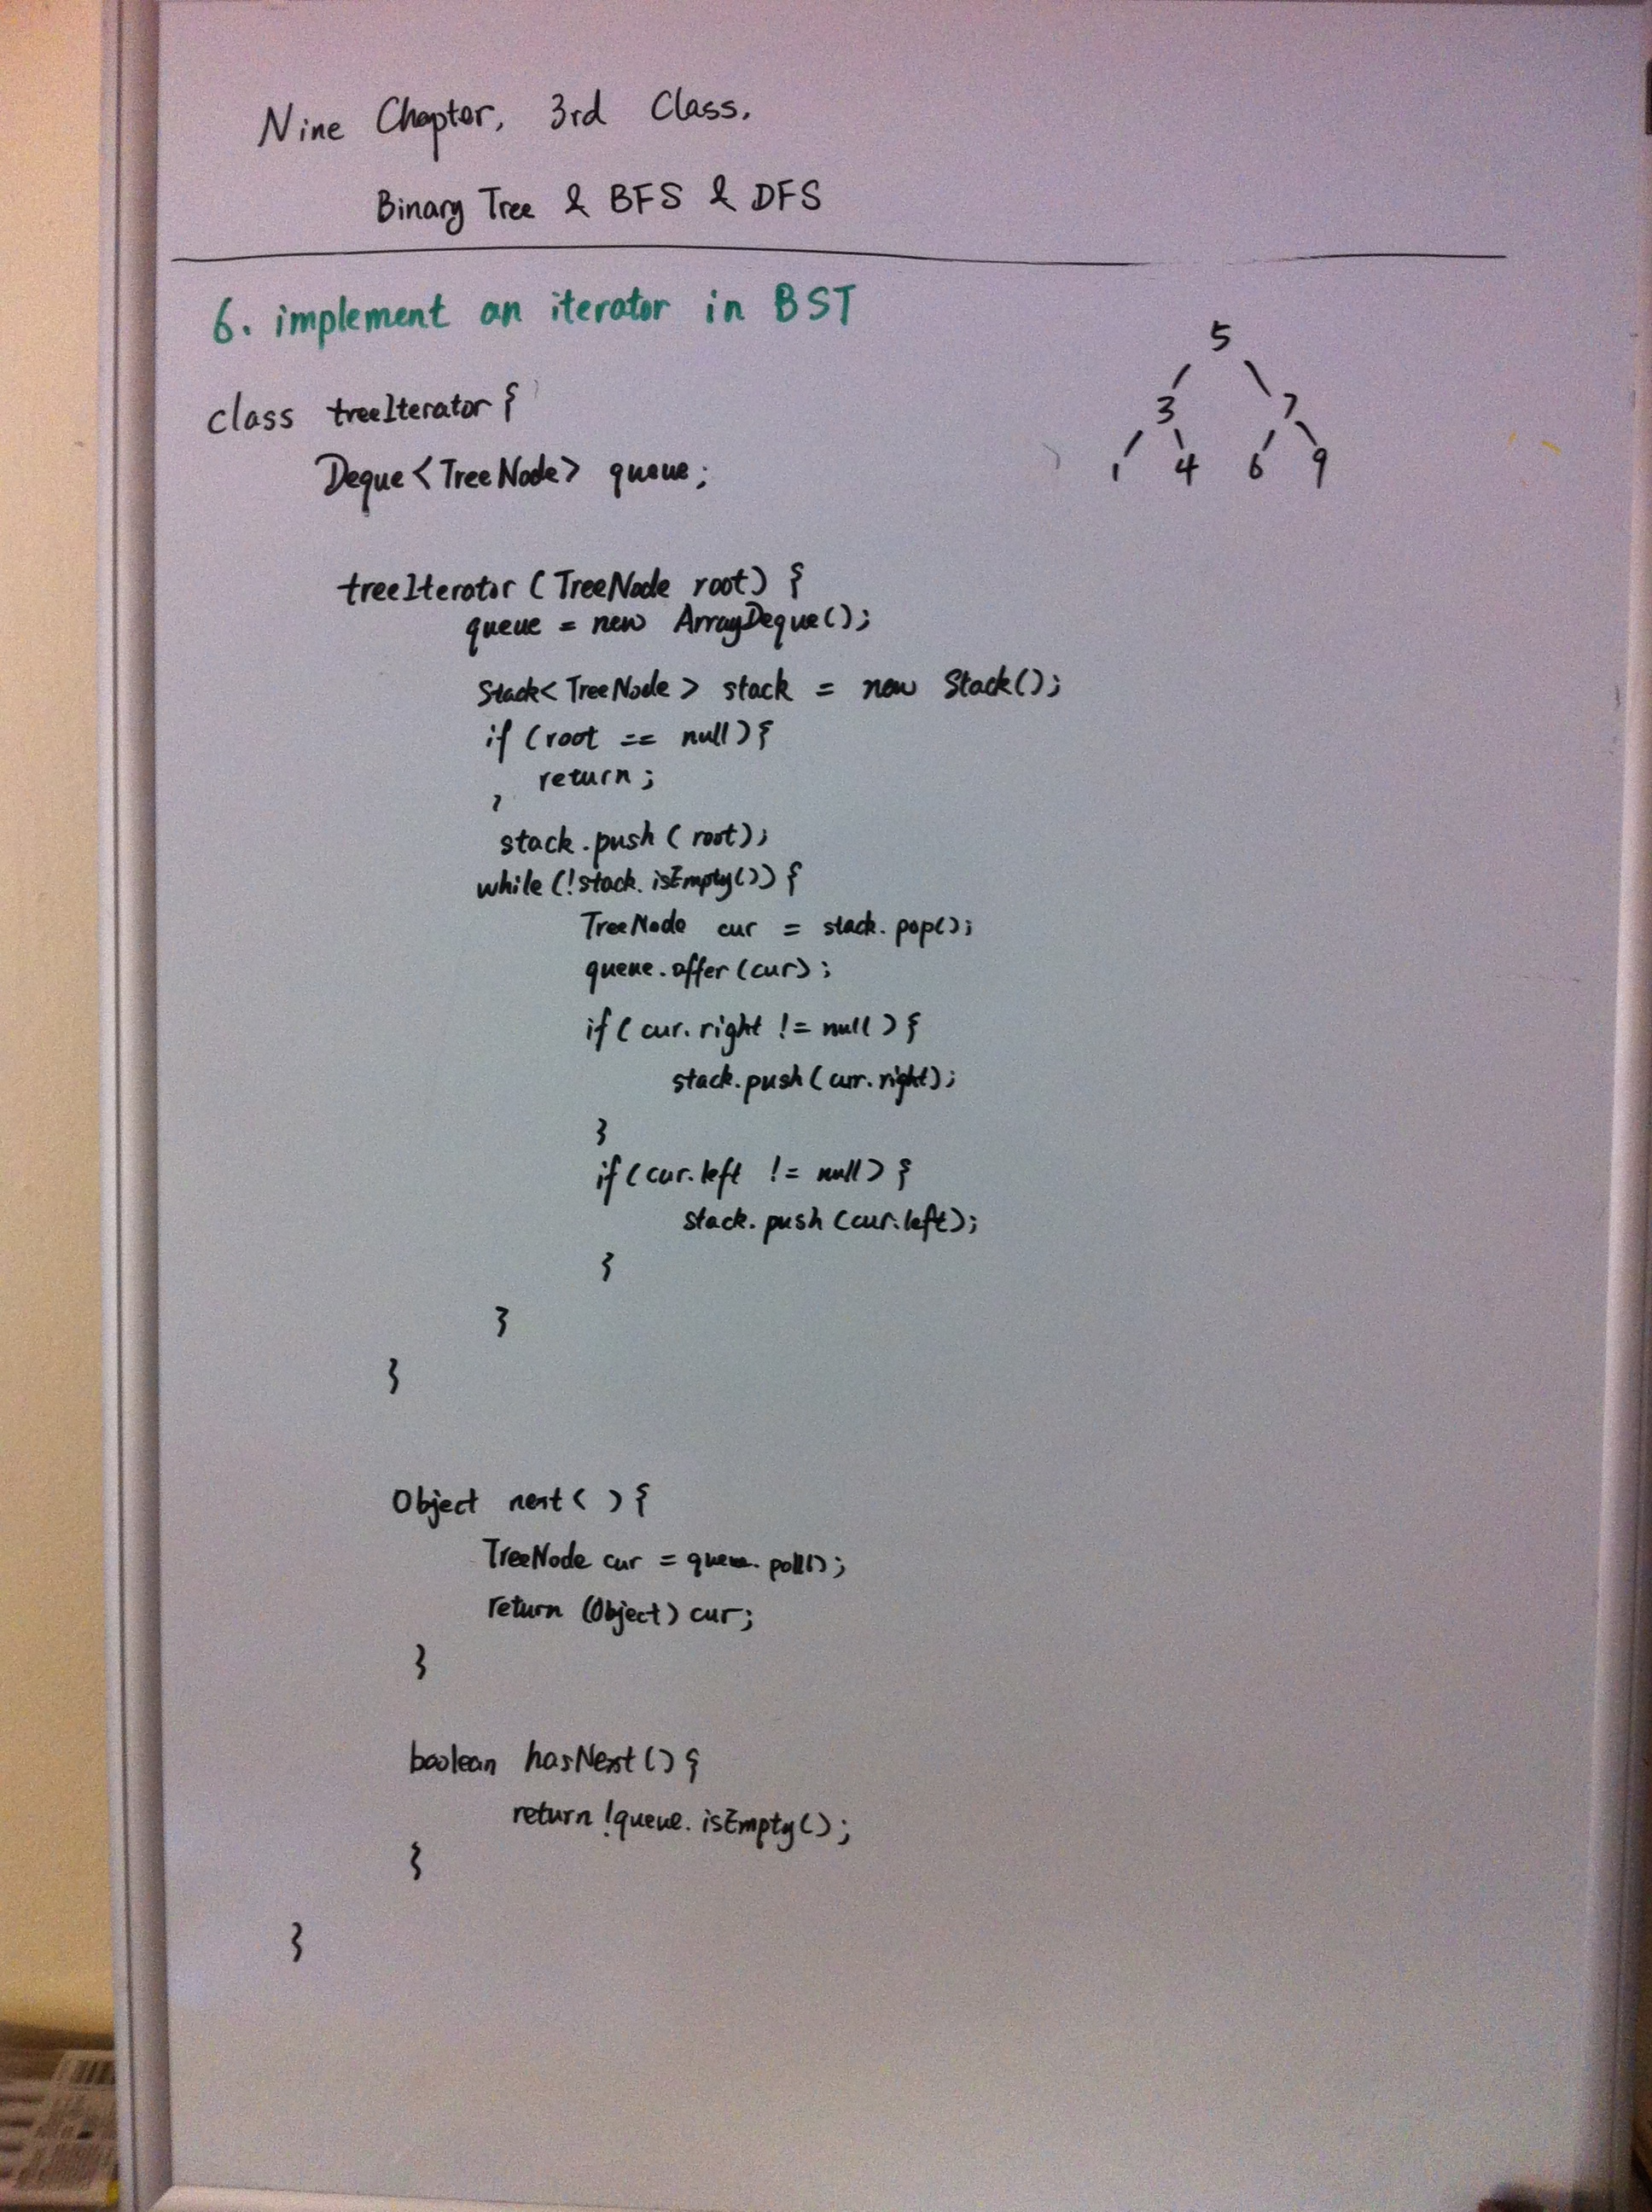 Nine Chapter, 3rd Class,
Binary Tree & BFS & DFS
6. implement an iterator in BST
5
3 7
1 4 6 9
class treeIterator {
Deque<TreeNode> queue;
treeIterator (TreeNode root) {
queue = new ArrayDeque();
Stack<TreeNode> stack = new Stack();
if (root == null) {
return;
}
stack.push(root);
while (!stack.isEmpty()) {
TreeNode cur = stack.pop();
queue.offer(cur);
if (cur.right != null) {
stack.push(cur.right);
}
if (cur.left != null) {
stack.push(cur.left);
}
}
}
Object next() {
TreeNode cur = queue.poll();
return (Object) cur;
}
boolean hasNext() {
return !queue.isEmpty();
}
}